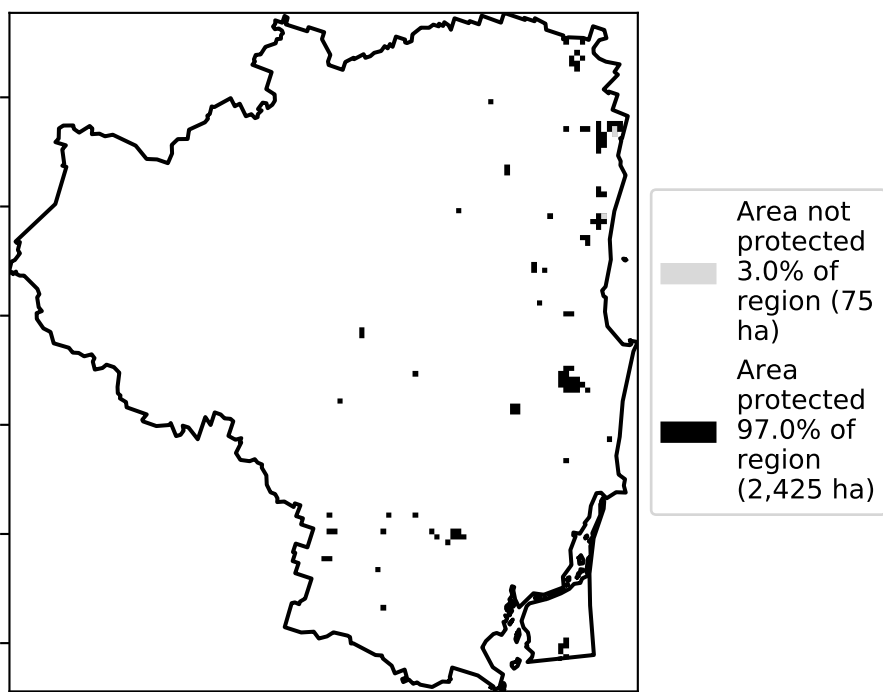 Area not
protected
3.0% of
region (75
ha)
Area
protected
97.0% of
region
(2,425 ha)